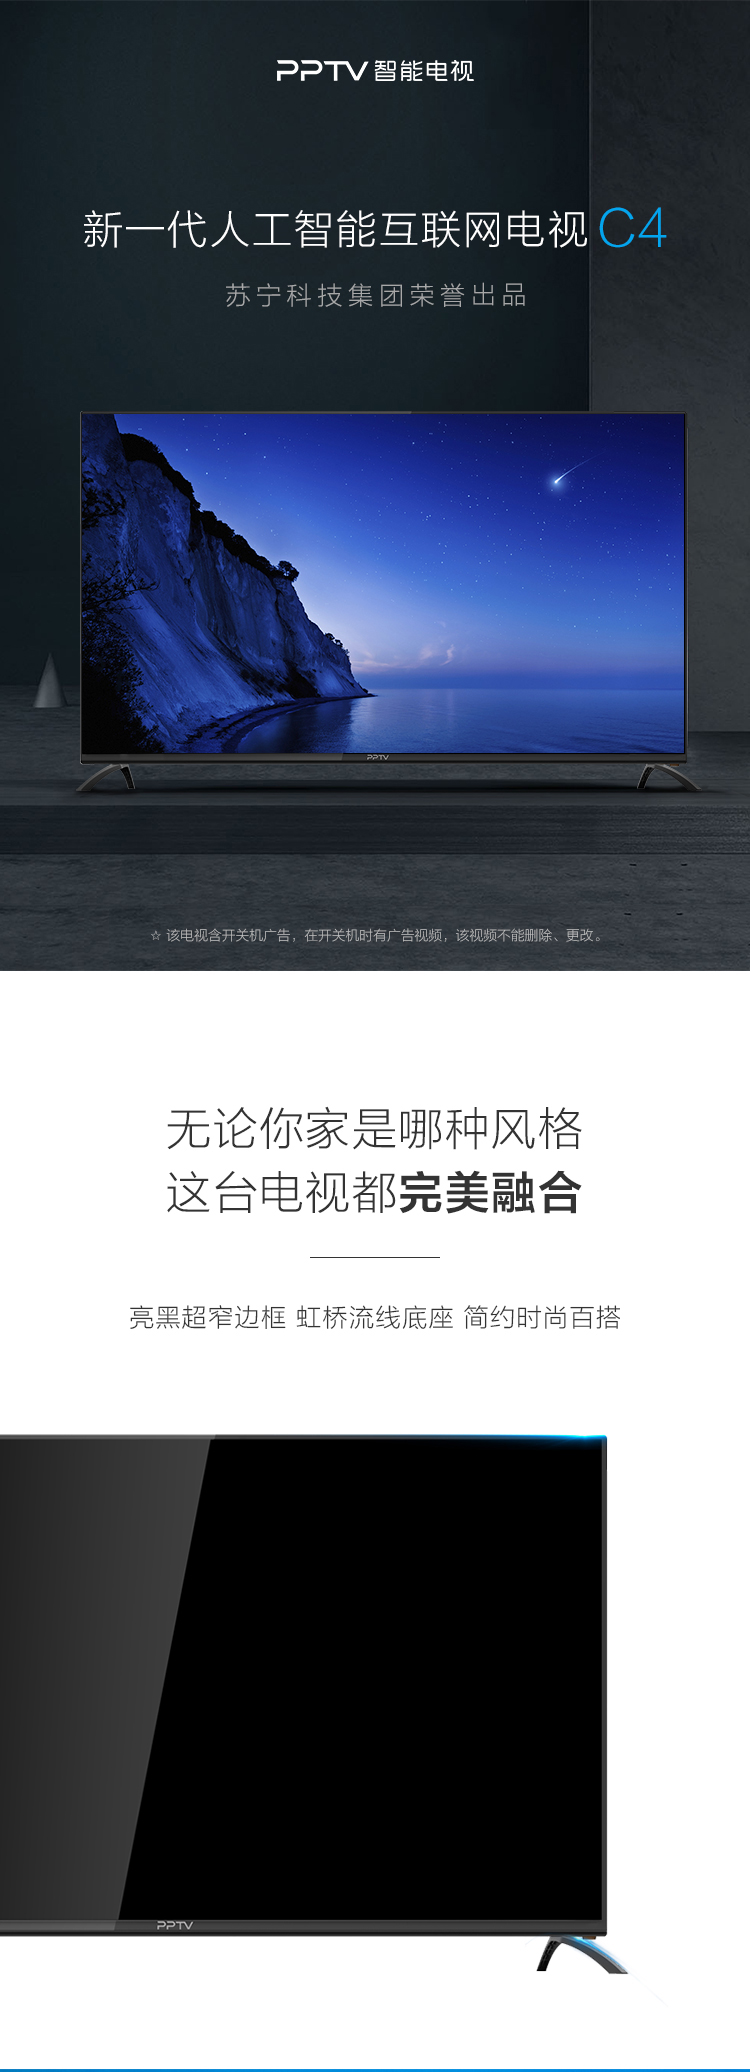 PPTV 智能电视
新一代人工智能互联网电视 C4
苏宁科技集团荣誉出品
PPTV
☆ 该电视含开关机广告，在开关机时有广告视频，该视频不能删除、更改。
无论你家是哪种风格
这台电视都完美融合
亮黑超窄边框 虹桥流线底座 简约时尚百搭
PPTV